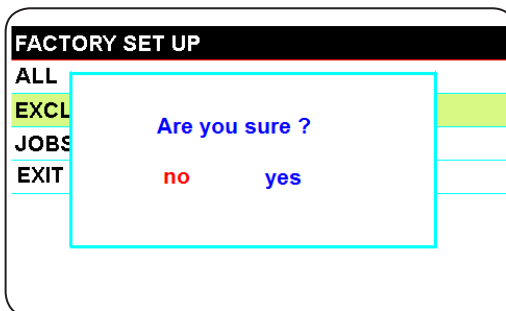 FACTORY SET UP
ALL
EXCL
Are you sure ?
JOBS
EXIT
no yes